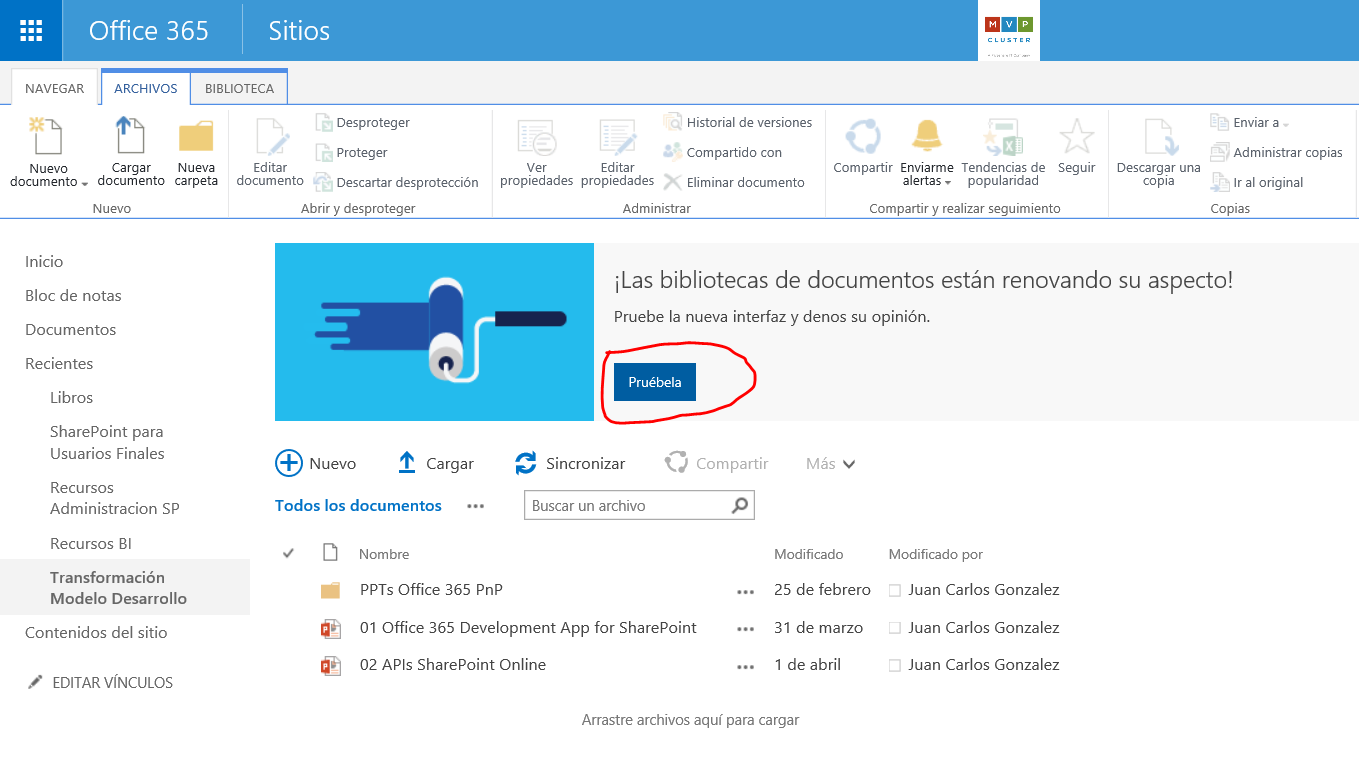 Office 365
Sitios
M V P
CLUSTER
NAVEGAR
ARCHIVOS
BIBLIOTECA
Nuevo
documento
Cargar
documento
Nueva
carpeta
Nuevo
Editar
documento
Desproteger
Proteger
Descartar desprotección
Abrir y desproteger
Ver
propiedades
Editar
propiedades
Historial de versiones
Compartido con
Eliminar documento
Administrar
Compartir
Enviarme
alertas
Tendencias de
popularidad
Seguir
Compartir y realizar seguimiento
Descargar una
copia
Enviar a
Administrar copias
Ir al original
Copias
Inicio
Bloc de notas
Documentos
Recientes
Libros
SharePoint para
Usuarios Finales
Recursos
Administracion SP
Recursos BI
Transformación
Modelo Desarrollo
Contenidos del sitio
EDITAR VÍNCULOS
¡Las bibliotecas de documentos están renovando su aspecto!
Pruebe la nueva interfaz y denos su opinión.
Pruébela
Nuevo
Cargar
Sincronizar
Compartir
Más
Todos los documentos
Buscar un archivo
Nombre
Modificado
Modificado por
PPTs Office 365 PnP
25 de febrero
Juan Carlos Gonzalez
01 Office 365 Development App for SharePoint
31 de marzo
Juan Carlos Gonzalez
02 APIs SharePoint Online
1 de abril
Juan Carlos Gonzalez
Arrastre archivos aquí para cargar